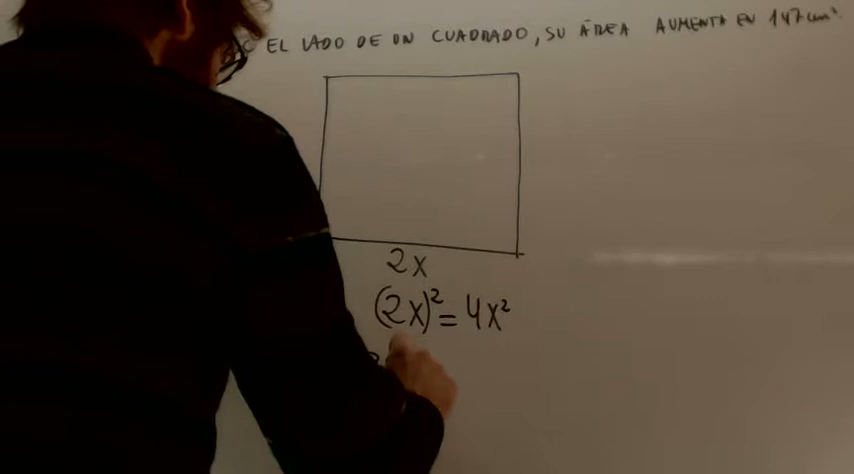 EL LADO DE UN CUADRADO, SU ÁREA AUMENTA EN 147 cm².
2x
(2x)² = 4x²